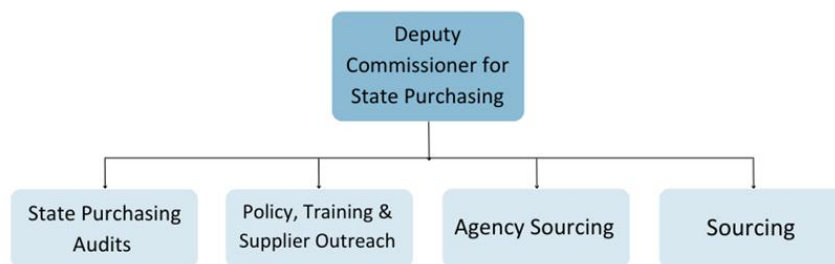 Deputy
Commissioner for
State Purchasing
State Purchasing
Audits
Policy, Training &
Supplier Outreach
Agency Sourcing
Sourcing